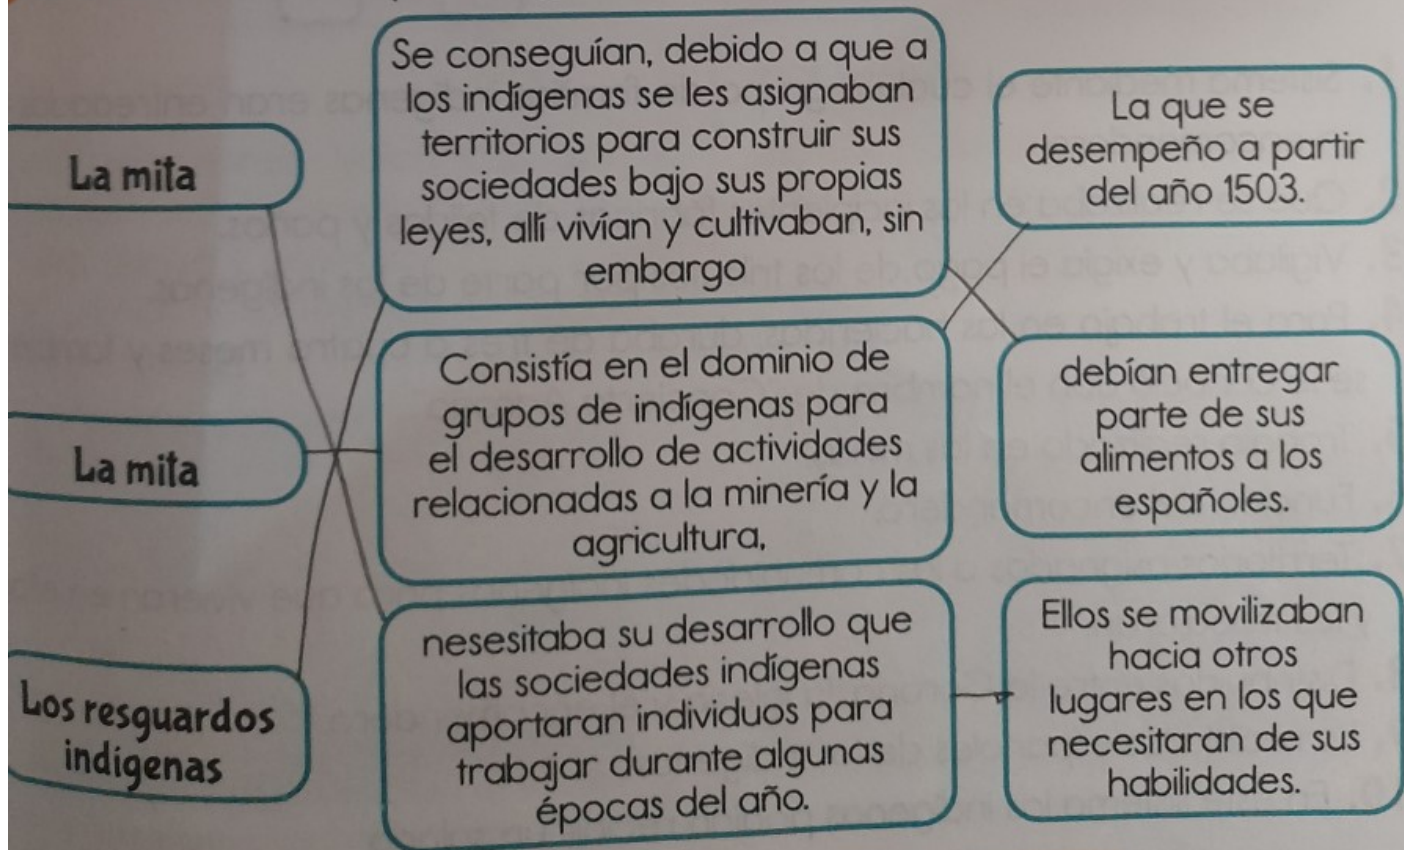 La mita
La mita
Los resguardos
indígenas
Se conseguían, debido a que a
los indígenas se les asignaban
territorios para construir sus
sociedades bajo sus propias
leyes, allí vivían y cultivaban, sin
embargo
Consistía en el dominio de
grupos de indígenas para
el desarrollo de actividades
relacionadas a la minería y la
agricultura,
nesesitaba su desarrollo que
las sociedades indígenas
aportaran individuos para
trabajar durante algunas
épocas del año.
La que se
desempeño a partir
del año 1503.
debían entregar
parte de sus
alimentos a los
españoles.
Ellos se movilizaban
hacia otros
lugares en los que
necesitaran de sus
habilidades.